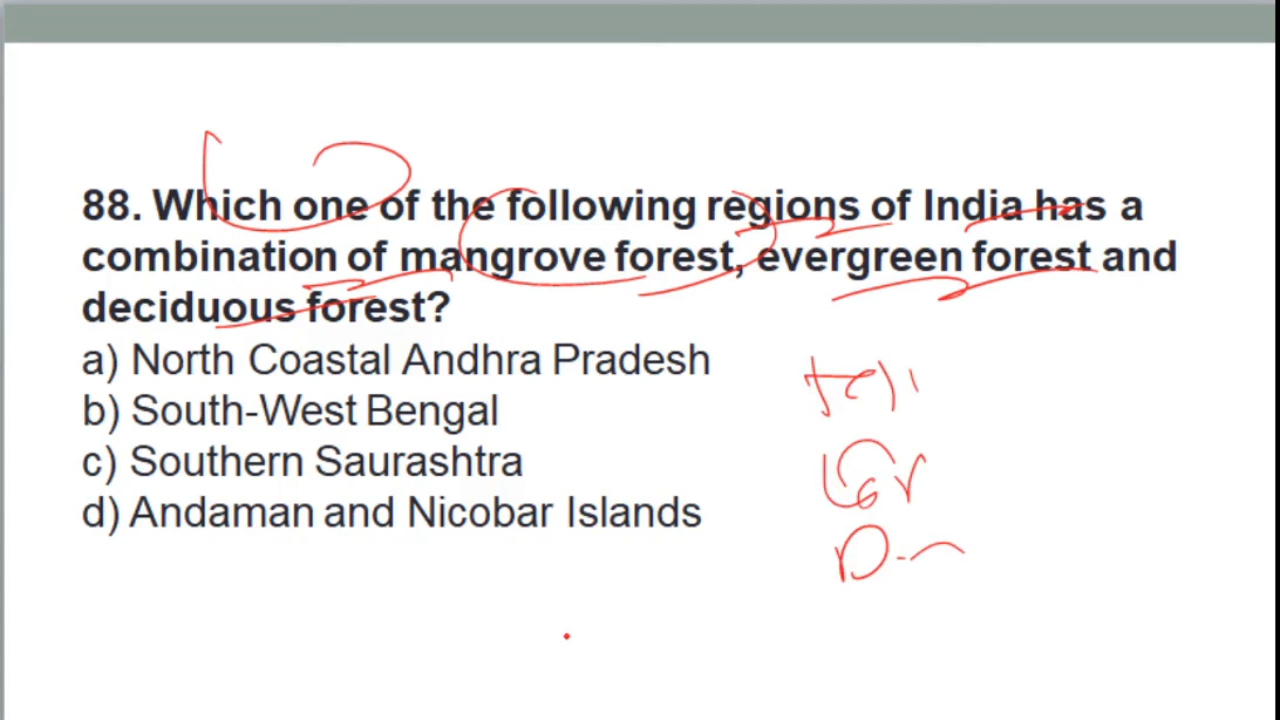 88. Which one of the following regions of India has a
combination of mangrove forest, evergreen forest and
deciduous forest?
a) North Coastal Andhra Pradesh
b) South-West Bengal
c) Southern Saurashtra
d) Andaman and Nicobar Islands